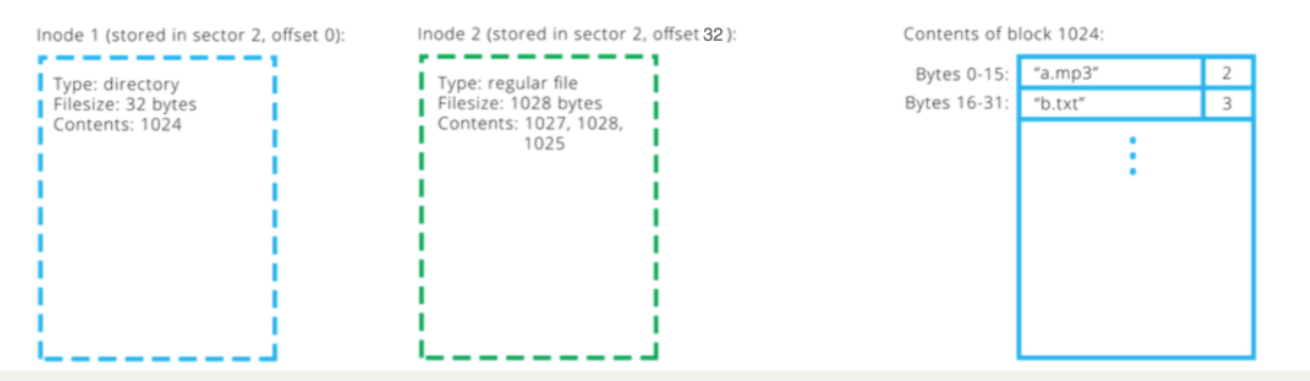 Inode 1 (stored in sector 2, offset 0):
Type: directory
Filesize: 32 bytes
Contents: 1024
Inode 2 (stored in sector 2, offset 32):
Type: regular file
Filesize: 1028 bytes
Contents: 1027, 1028,
1025
Contents of block 1024:
Bytes 0-15: "a.mp3" 2
Bytes 16-31: "b.txt" 3